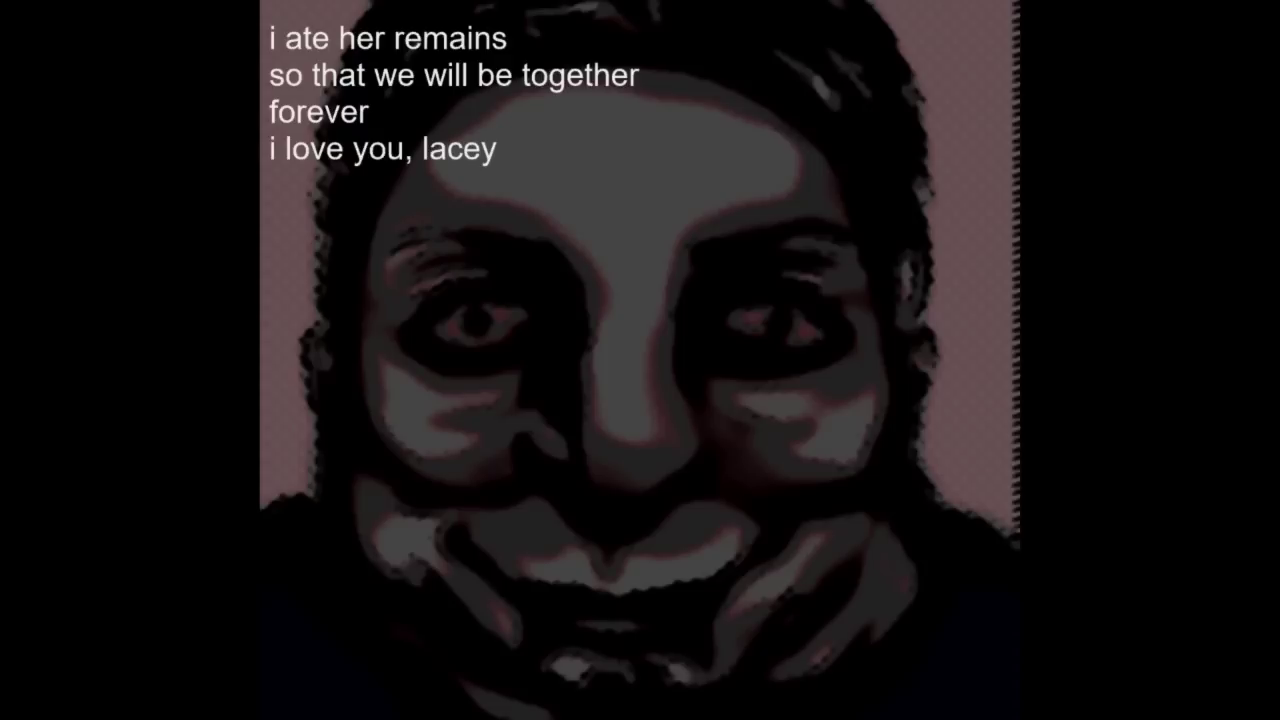 i ate her remains
so that we will be together
forever
i love you, lacey